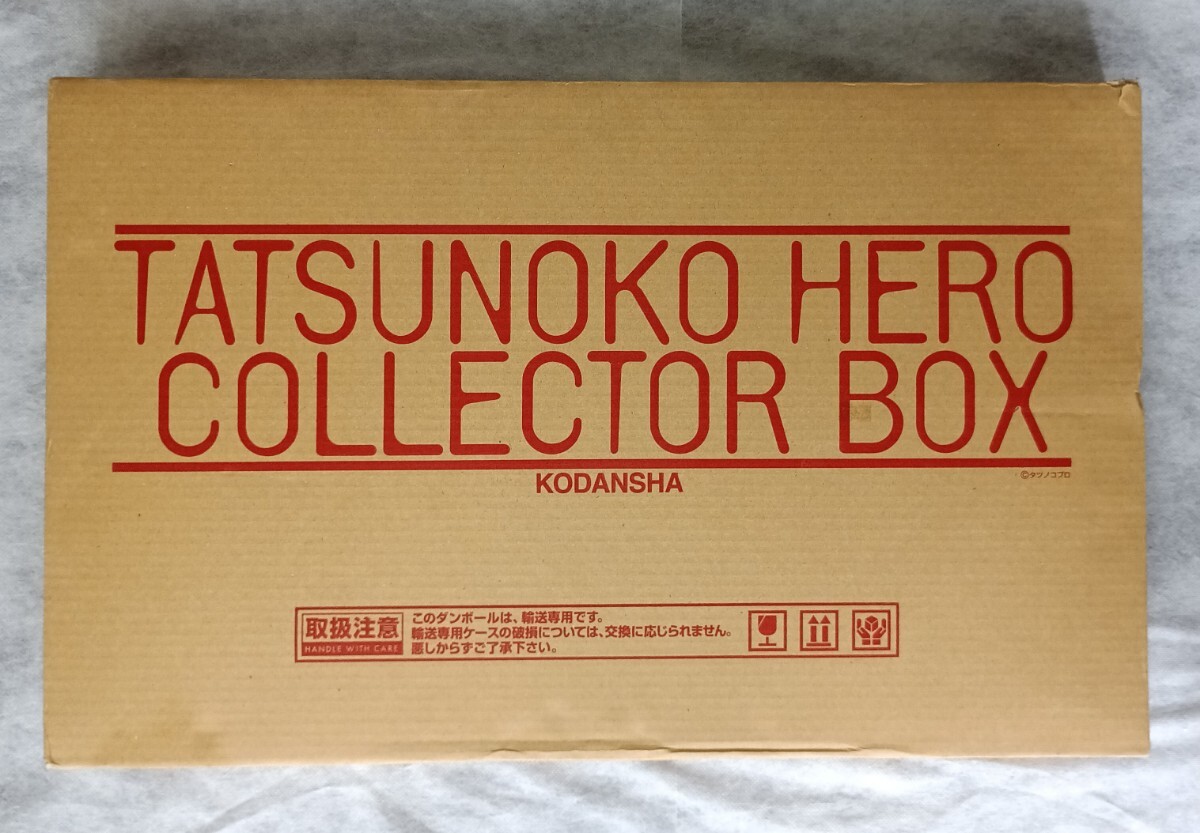 TATSUNOKO HERO
COLLECTOR BOX
KODANSHA
©タツノコプロ
取扱注意
HANDLE WITH CARE
このダンボールは、輸送専用です。
輸送専用ケースの破損については、交換に応じられません。
悪しからずご了承下さい。